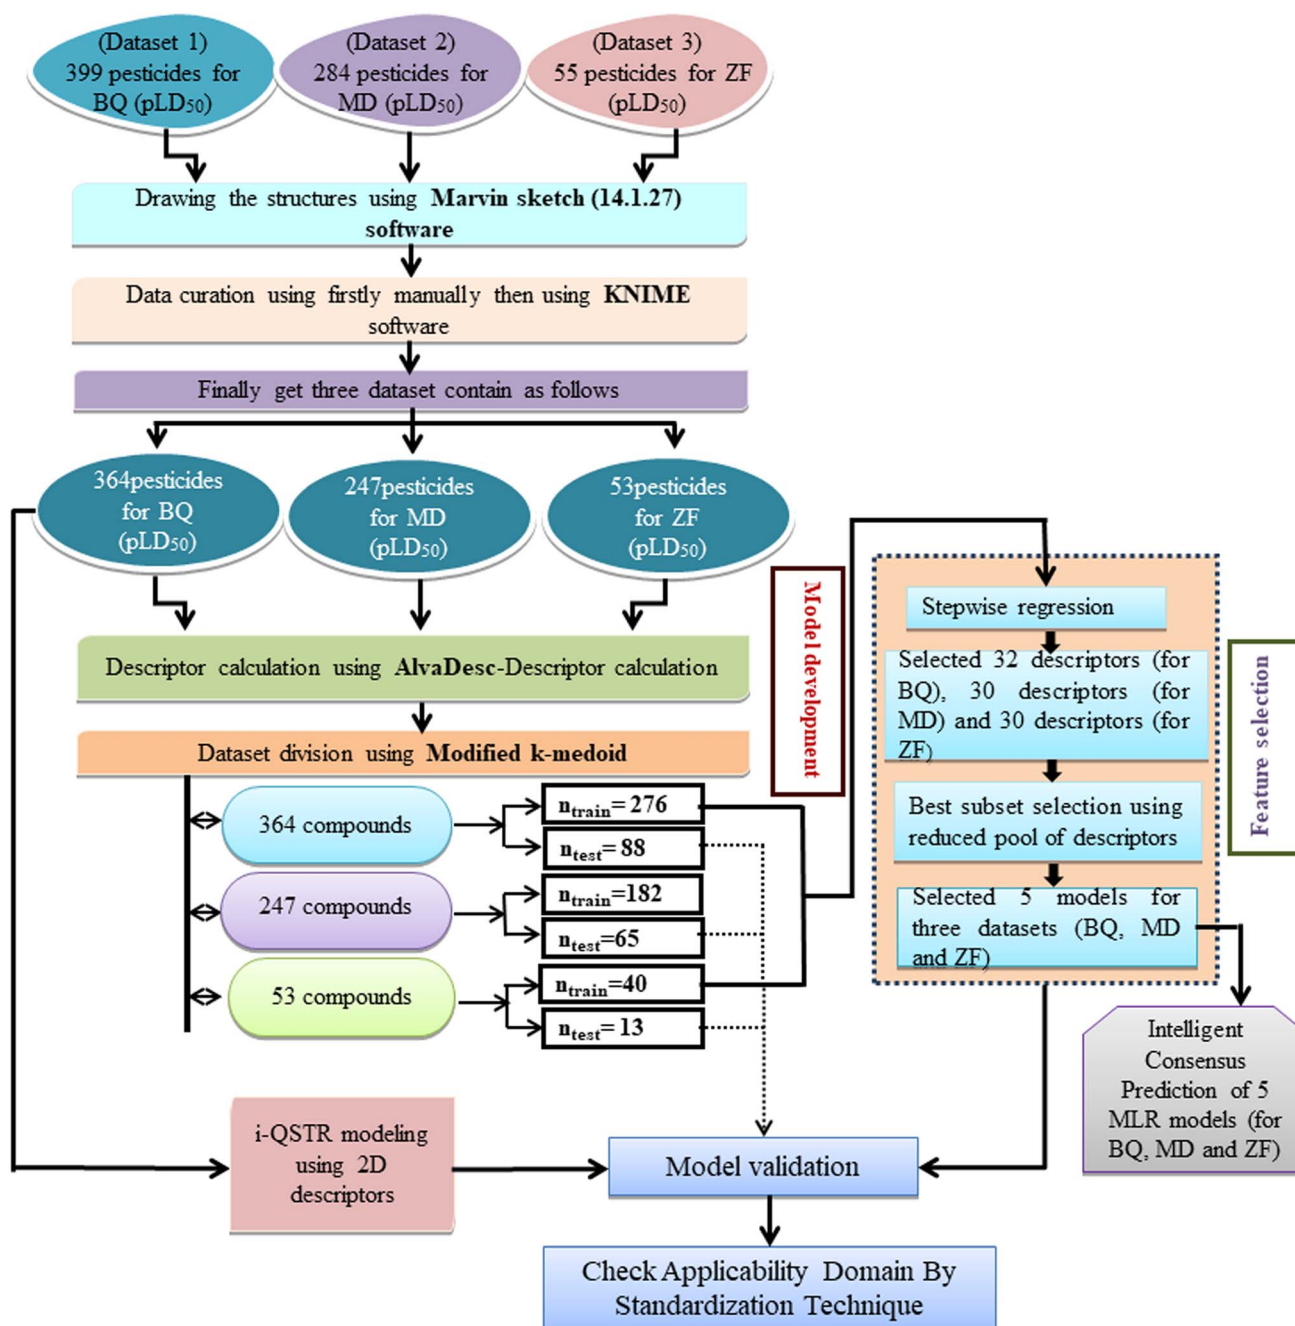 (Dataset 1)
399 pesticides for
BQ (pLD50)
(Dataset 2)
284 pesticides for
MD (pLD50)
(Dataset 3)
55 pesticides for ZF
(pLD50)
Drawing the structures using Marvin sketch (14.1.27)
software
Data curation using firstly manually then using KNIME
software
Finally get three dataset contain as follows
364pesticides
for BQ
(pLD50)
247pesticides
for MD
(pLD50)
53pesticides
for ZF
(pLD50)
Descriptor calculation using AlvaDesc-Descriptor calculation
Dataset division using Modified k-medoid
364 compounds
ntrain= 276
ntest= 88
247 compounds
ntrain=182
ntest=65
53 compounds
ntrain=40
ntest= 13
Model development
Stepwise regression
Selected 32 descriptors (for
BQ), 30 descriptors (for
MD) and 30 descriptors (for
ZF)
Best subset selection using
reduced pool of descriptors
Selected 5 models for
three datasets (BQ, MD
and ZF)
Feature selection
Intelligent
Consensus
Prediction of 5
MLR models (for
BQ, MD and ZF)
i-QSTR modeling
using 2D
descriptors
Model validation
Check Applicability Domain By
Standardization Technique